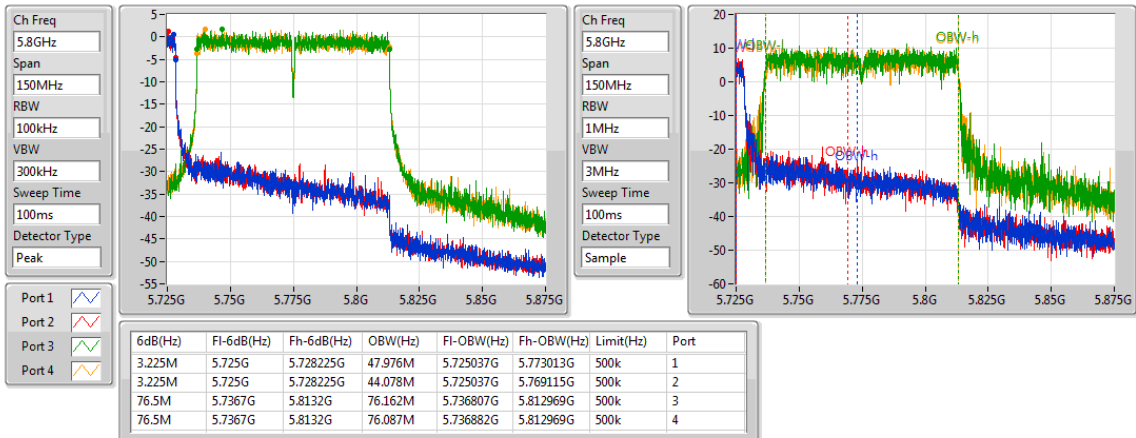 Ch Freq
5.8GHz
Span
150MHz
RBW
100kHz
VBW
300kHz
Sweep Time
100ms
Detector Type
Peak
5
0
-5
-10
-15
-20
-25
-30
-35
-40
-45
-50
-55
5.725G 5.75G 5.775G 5.8G 5.825G 5.85G 5.875G
Ch Freq
5.8GHz
Span
150MHz
RBW
1MHz
VBW
3MHz
Sweep Time
100ms
Detector Type
Sample
20
10
0
-10
-20
-30
-40
-50
-60
OBW-h
OBW-h
OBW-h
5.725G 5.75G 5.775G 5.8G 5.825G 5.85G 5.875G
Port 1
Port 2
Port 3
Port 4
6dB(Hz) Fl-6dB(Hz) Fh-6dB(Hz) OBW(Hz) Fl-OBW(Hz) Fh-OBW(Hz) Limit(Hz) Port
3.225M 5.725G 5.728225G 47.976M 5.725037G 5.773013G 500k 1
3.225M 5.725G 5.728225G 44.078M 5.725037G 5.769115G 500k 2
76.5M 5.7367G 5.8132G 76.162M 5.736807G 5.812969G 500k 3
76.5M 5.7367G 5.8132G 76.087M 5.736882G 5.812969G 500k 4